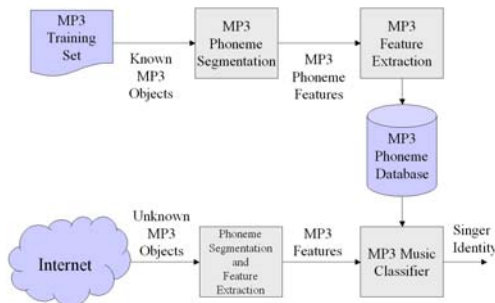 MP3
Training
Set
Known
MP3
Objects
MP3
Phoneme
Segmentation
MP3
Phoneme
Features
MP3
Feature
Extraction
MP3
Phoneme
Database
Internet
Unknown
MP3
Objects
Phoneme
Segmentation
and
Feature
Extraction
MP3
Features
MP3 Music
Classifier
Singer
Identity